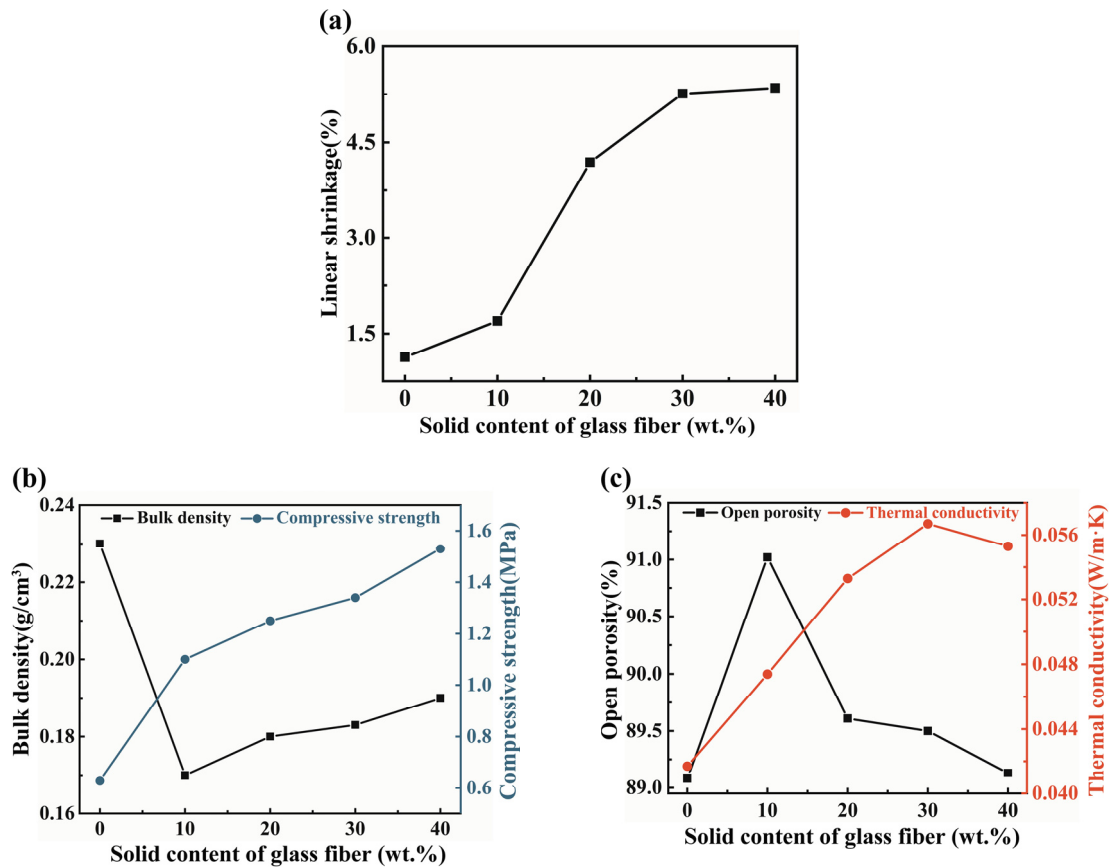 (a)
6.0
4.5
3.0
1.5
Linear shrinkage(%)
0 10 20 30 40
Solid content of glass fiber (wt.%)
(b)
Bulk density Compressive strength
0.24
0.22
0.20
0.18
0.16
Bulk density(g/cm³)
1.6
1.4
1.2
1.0
0.8
0.6
Compressive strength(MPa)
0 10 20 30 40
Solid content of glass fiber (wt.%)
(c)
Open porosity Thermal conductivity
91.5
91.0
90.5
90.0
89.5
89.0
Open porosity(%)
0.056
0.052
0.048
0.044
0.040
Thermal conductivity(W/m·K)
0 10 20 30 40
Solid content of glass fiber (wt.%)